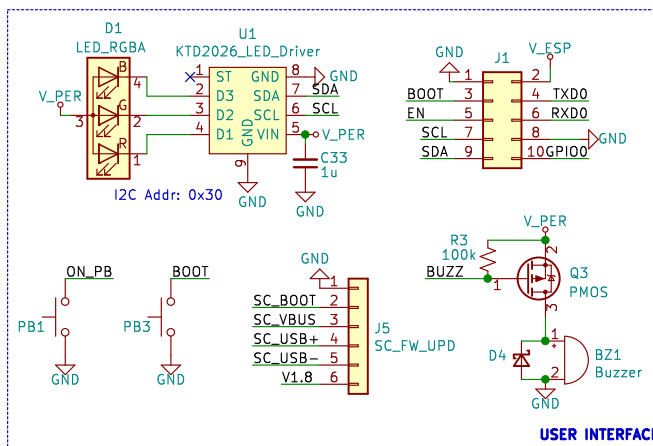 D1
LED_RGBA
V_PER
3
B
4
G
2
R
1
U1
KTD2026_LED_Driver
1 ST GND 8 GND
2 D3 SDA 7 SDA
3 D2 SCL 6 SCL
4 D1 VIN 5 V_PER
GND
9
GND
C33
1u
GND
I2C Addr: 0x30
J1
GND
V_ESP
1 2
BOOT 3 4 TXD0
EN 5 6 RXD0
SCL 7 8 GND
SDA 9 10 GPIO0
ON_PB
PB1
GND
BOOT
PB3
GND
GND
1
SC_BOOT 2
SC_VBUS 3
SC_USB+ 4
SC_USB- 5
V1.8 6
J5
SC_FW_UPD
V_PER
R3
100k
BUZZ
1
2
3
Q3
PMOS
D4
1
+
2
BZ1
Buzzer
GND
USER INTERFAC